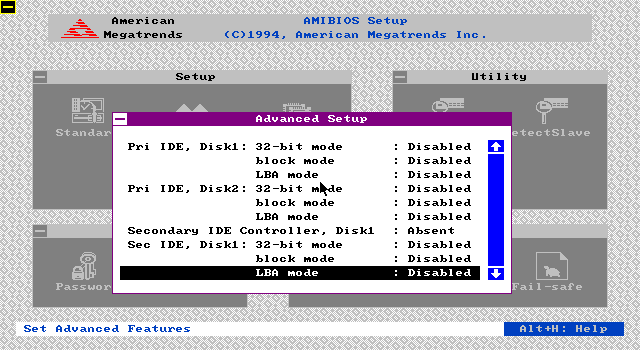 American
Megatrends
AMIBIOS Setup
(C)1994, American Megatrends Inc.
Setup
Utility
Standar
etectSlave
Advanced Setup
Pri IDE, Disk1: 32-bit mode : Disabled
block mode : Disabled
LBA mode : Disabled
Pri IDE, Disk2: 32-bit mode : Disabled
block mode : Disabled
LBA mode : Disabled
Secondary IDE Controller, Disk1 : Absent
Sec IDE, Disk1: 32-bit mode : Disabled
block mode : Disabled
LBA mode : Disabled
Passwor
Fail-safe
Set Advanced Features
Alt+H: Help